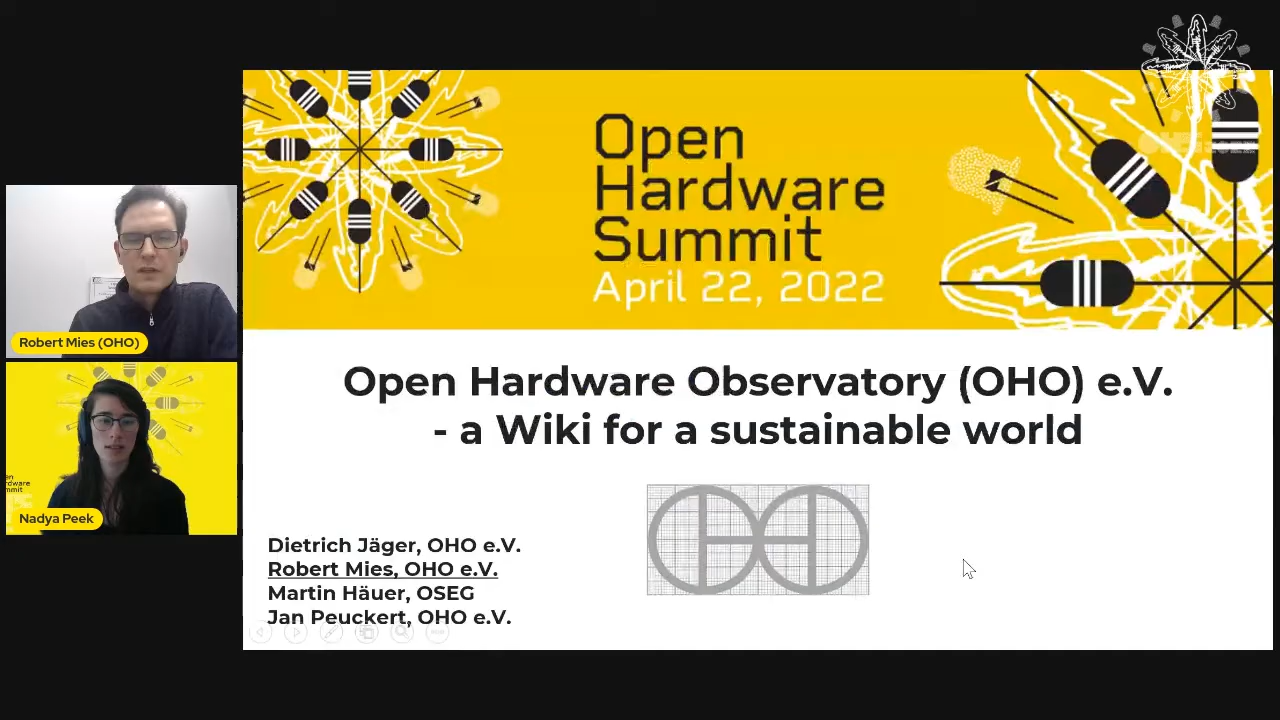 Open
Hardware
Summit
April 22, 2022
Robert Mies (OHO)
Nadya Peek
Open Hardware Observatory (OHO) e.V.
- a Wiki for a sustainable world
Dietrich Jäger, OHO e.V.
Robert Mies, OHO e.V.
Martin Häuer, OSEG
Jan Peuckert, OHO e.V.